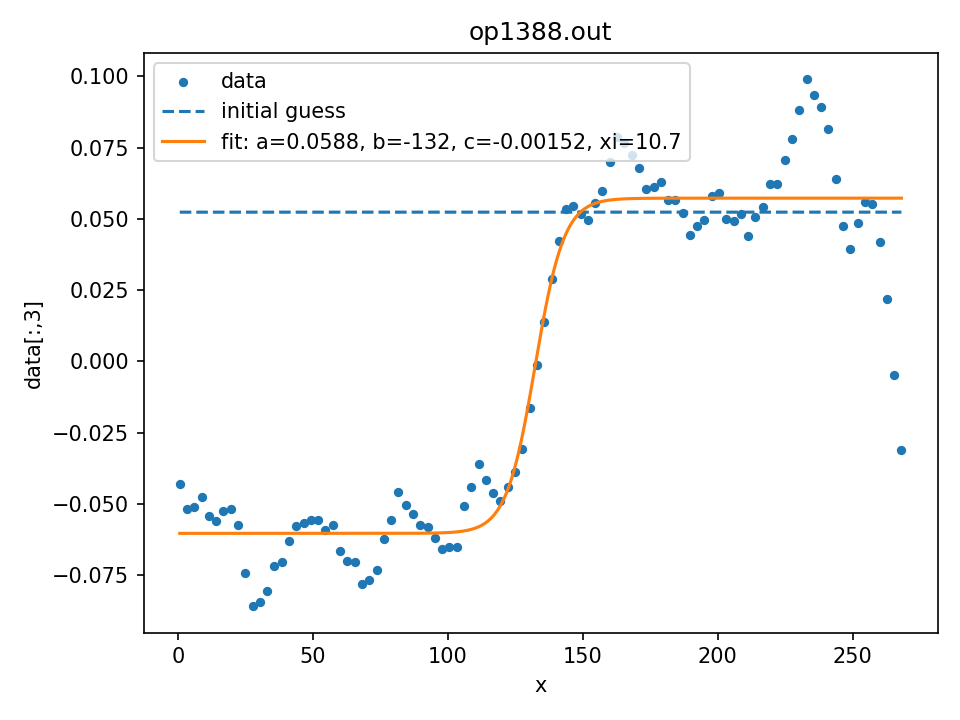 op1388.out
data
initial guess
fit: a=0.0588, b=-132, c=-0.00152, xi=10.7
0.100
0.075
0.050
0.025
0.000
−0.025
−0.050
−0.075
data[:,3]
0 50 100 150 200 250
x